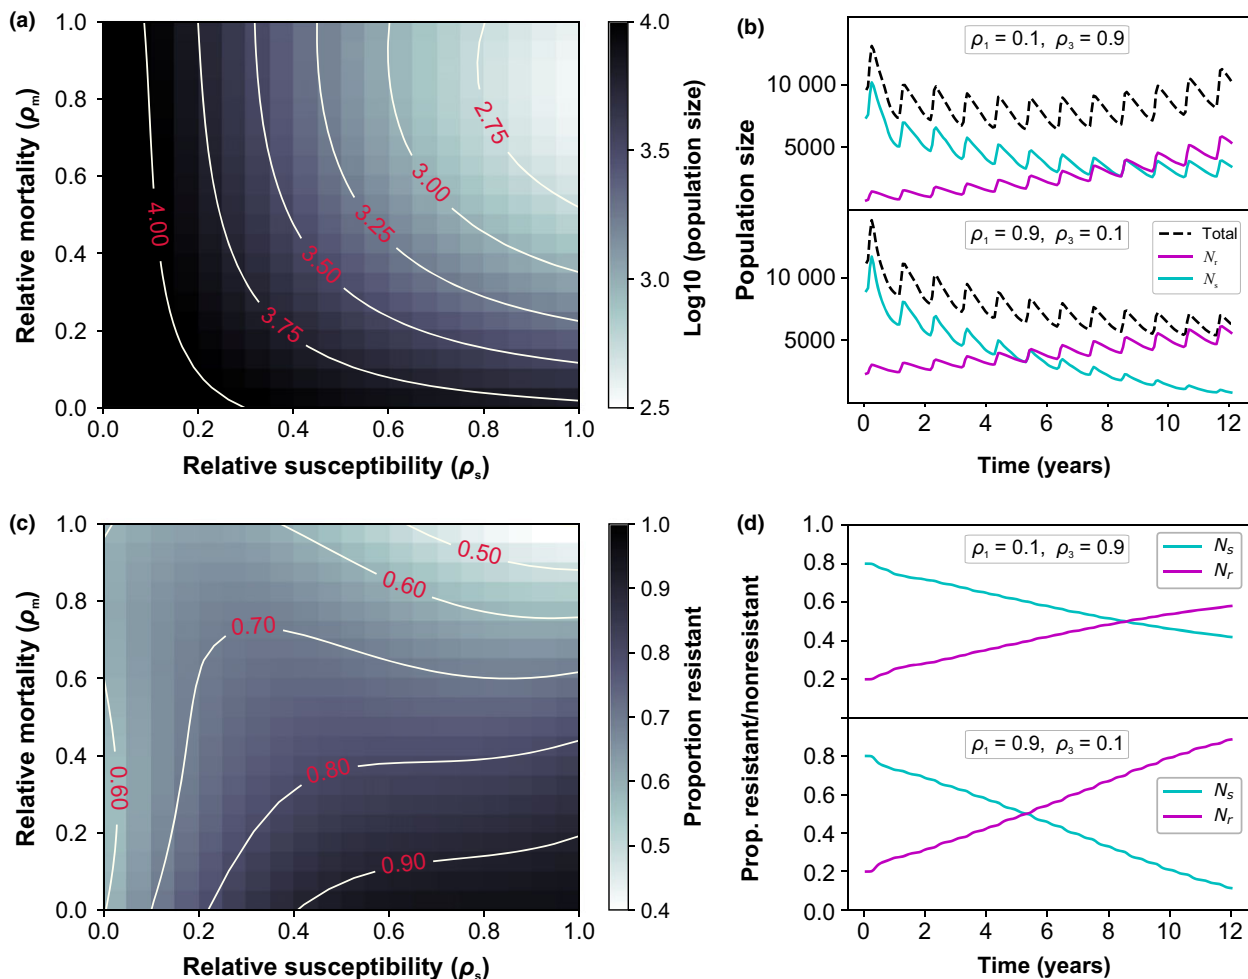 (a)
1.0
0.8
0.6
0.4
0.2
0.0
Relative mortality (ρm)
4.00
3.75
3.50
3.25
3.00
2.75
0.0 0.2 0.4 0.6 0.8 1.0
Relative susceptibility (ρs)
4.0
3.5
3.0
2.5
Log10 (population size)
(b)
ρ1 = 0.1, ρ3 = 0.9
10 000
5000
Population size
ρ1 = 0.9, ρ3 = 0.1
Total
Nr
Ns
10 000
5000
0 2 4 6 8 10 12
Time (years)
(c)
1.0
0.8
0.6
0.4
0.2
0.0
Relative mortality (ρm)
0.50
0.60
0.70
0.60
0.80
0.90
0.0 0.2 0.4 0.6 0.8 1.0
Relative susceptibility (ρs)
1.0
0.9
0.8
0.7
0.6
0.5
0.4
Proportion resistant
(d)
1.0
0.8
0.6
0.4
0.2
ρ1 = 0.1, ρ3 = 0.9
Ns
Nr
Prop. resistant/nonresistant
0.8
0.6
0.4
0.2
0.0
ρ1 = 0.9, ρ3 = 0.1
Ns
Nr
0 2 4 6 8 10 12
Time (years)